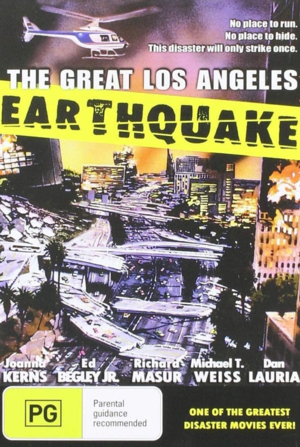 No place to run.
No place to hide.
This disaster will only strike once.
THE GREAT LOS ANGELES
EARTHQUAKE
Joanna KERNS
Ed BEGLEY JR.
Richard MASUR
Michael T. WEISS
Dan LAURIA
PG
Parental
guidance
recommended
ONE OF THE GREATEST
DISASTER MOVIES EVER!